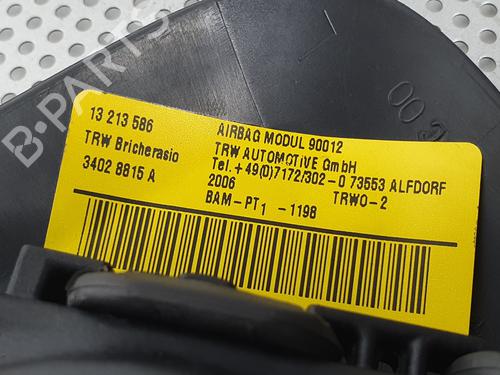 13 213 586
TRW Bricherasio
3402 8815 A
AIRBAG MODUL 90012
TRW AUTOMOTIVE GmbH
Tel. +49(0)7172/302-0 73553 ALFDORF
2006 TRWO-2
BAM-PT1 -1198
B-PARTS